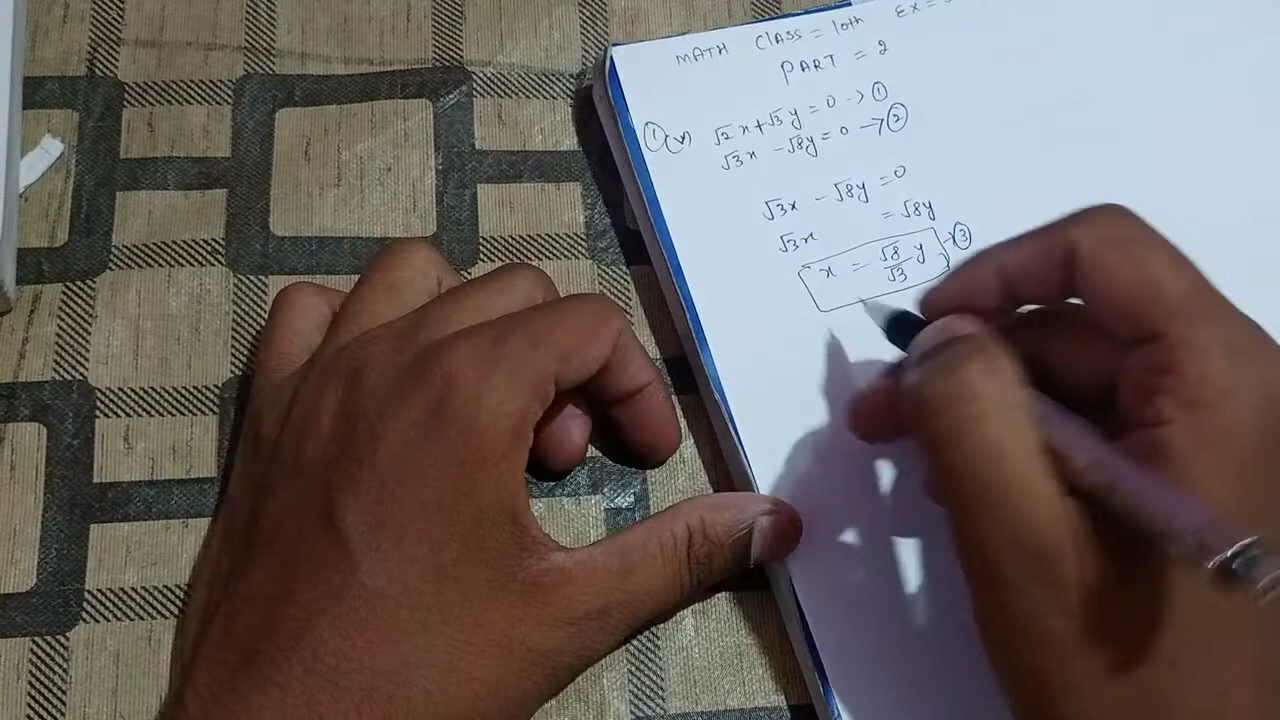 MATH CLASS = 10th EX =
PART = 2
① (v) √2x + √3y = 0 → ①
√3x - √8y = 0 → ②
√3x - √8y = 0
√3x = √8y
x = √8/√3 y → ③